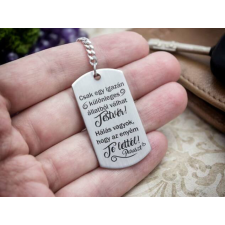 Csak egy igazán
különleges
állatból válhat
Testvér!
Hálás vagyok,
hogy az enyém
Te lettél!